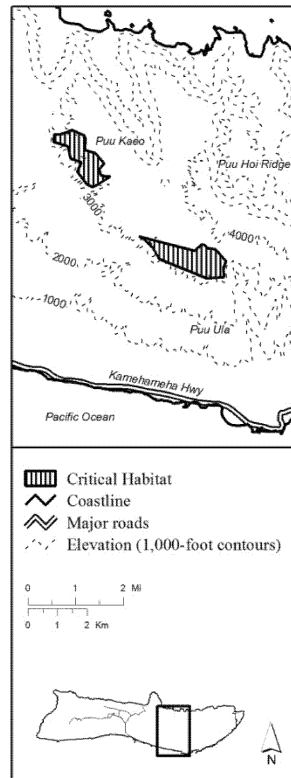 Puu Kaeo
Puu Hoi Ridge
3000
4000
2000
1000
Puu Ula
Kamehameha Hwy
Pacific Ocean
Critical Habitat
Coastline
Major roads
Elevation (1,000-foot contours)
0 1 2 Mi
0 1 2 Km
N